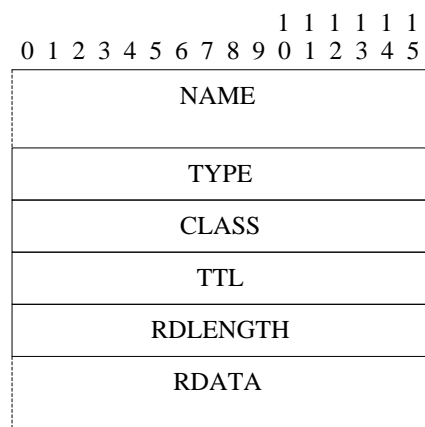 1 1 1 1 1 1
0 1 2 3 4 5 6 7 8 9 0 1 2 3 4 5
NAME
TYPE
CLASS
TTL
RDLENGTH
RDATA